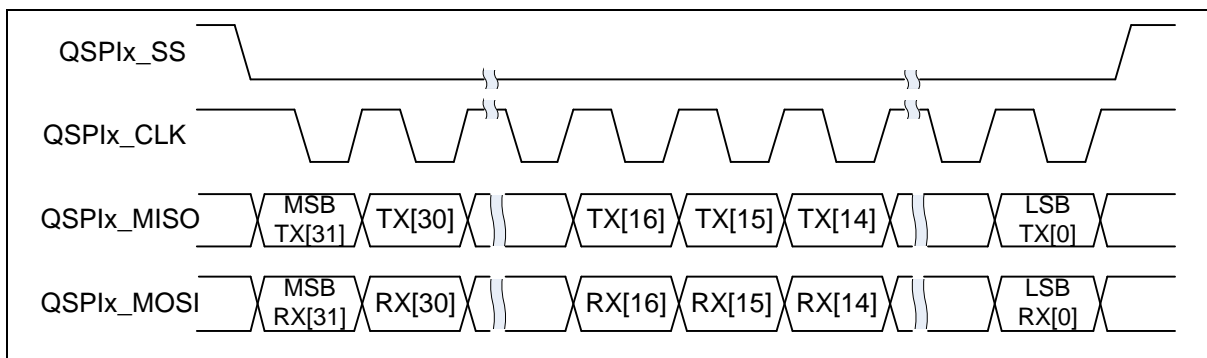 QSPIx_SS
QSPIx_CLK
QSPIx_MISO
MSB
TX[31]
TX[30]
TX[16]
TX[15]
TX[14]
LSB
TX[0]
QSPIx_MOSI
MSB
RX[31]
RX[30]
RX[16]
RX[15]
RX[14]
LSB
RX[0]